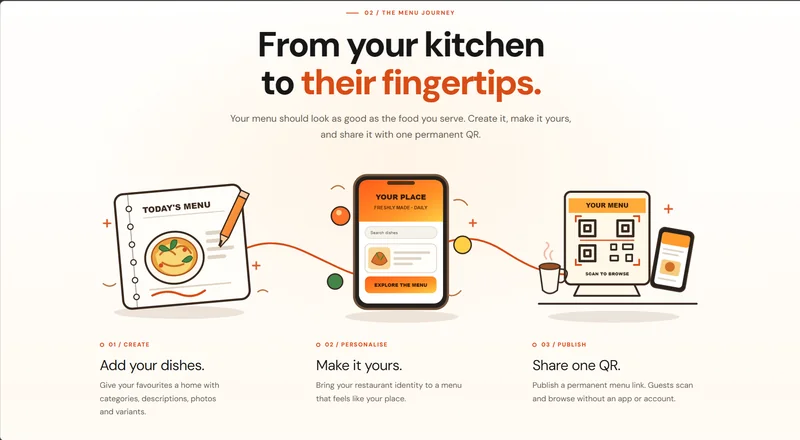 02 / THE MENU JOURNEY
From your kitchen
to their fingertips.
Your menu should look as good as the food you serve. Create it, make it yours,
and share it with one permanent QR.
TODAY'S MENU
YOUR PLACE
FRESHLY MADE · DAILY
Search dishes
EXPLORE THE MENU
YOUR MENU
SCAN TO BROWSE
01 / CREATE
Add your dishes.
Give your favourites a home with
categories, descriptions, photos
and variants.
02 / PERSONALISE
Make it yours.
Bring your restaurant identity to a menu
that feels like your place.
03 / PUBLISH
Share one QR.
Publish a permanent menu link. Guests scan
and browse without an app or account.